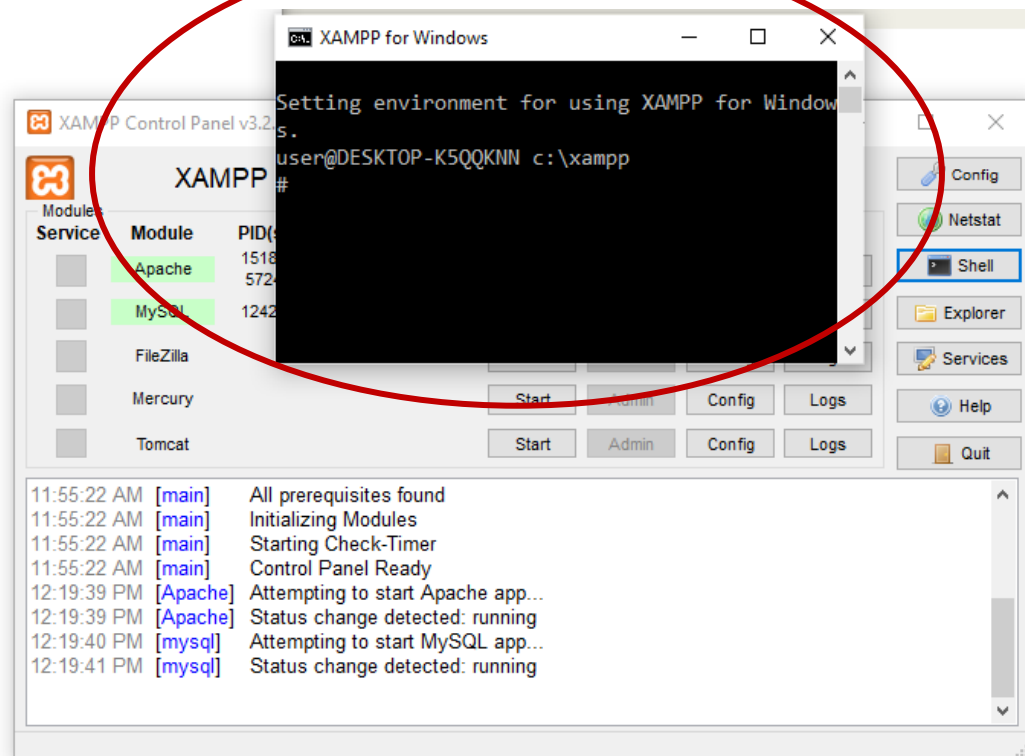 XAMPP for Windows
Setting environment for using XAMPP for Window
s.
user@DESKTOP-K5QQKNN c:\xampp
#
XAMPP Control Panel v3.2.
XAMPP
Modules
Service Module
Apache 1518
5724
MySQL 1242
FileZilla
Mercury Start Admin Config Logs
Tomcat Start Admin Config Logs
Config
Netstat
Shell
Explorer
Services
Help
Quit
11:55:22 AM [main] All prerequisites found
11:55:22 AM [main] Initializing Modules
11:55:22 AM [main] Starting Check-Timer
11:55:22 AM [main] Control Panel Ready
12:19:39 PM [Apache] Attempting to start Apache app...
12:19:39 PM [Apache] Status change detected: running
12:19:40 PM [mysql] Attempting to start MySQL app...
12:19:41 PM [mysql] Status change detected: running